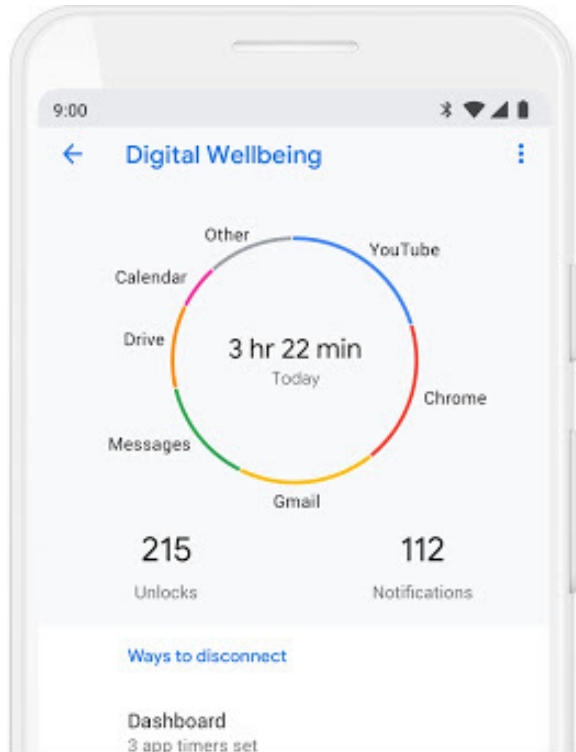 9:00
Digital Wellbeing
Other
YouTube
Calendar
Drive
3 hr 22 min
Today
Chrome
Messages
Gmail
215
112
Unlocks
Notifications
Ways to disconnect
Dashboard
3 app timers set